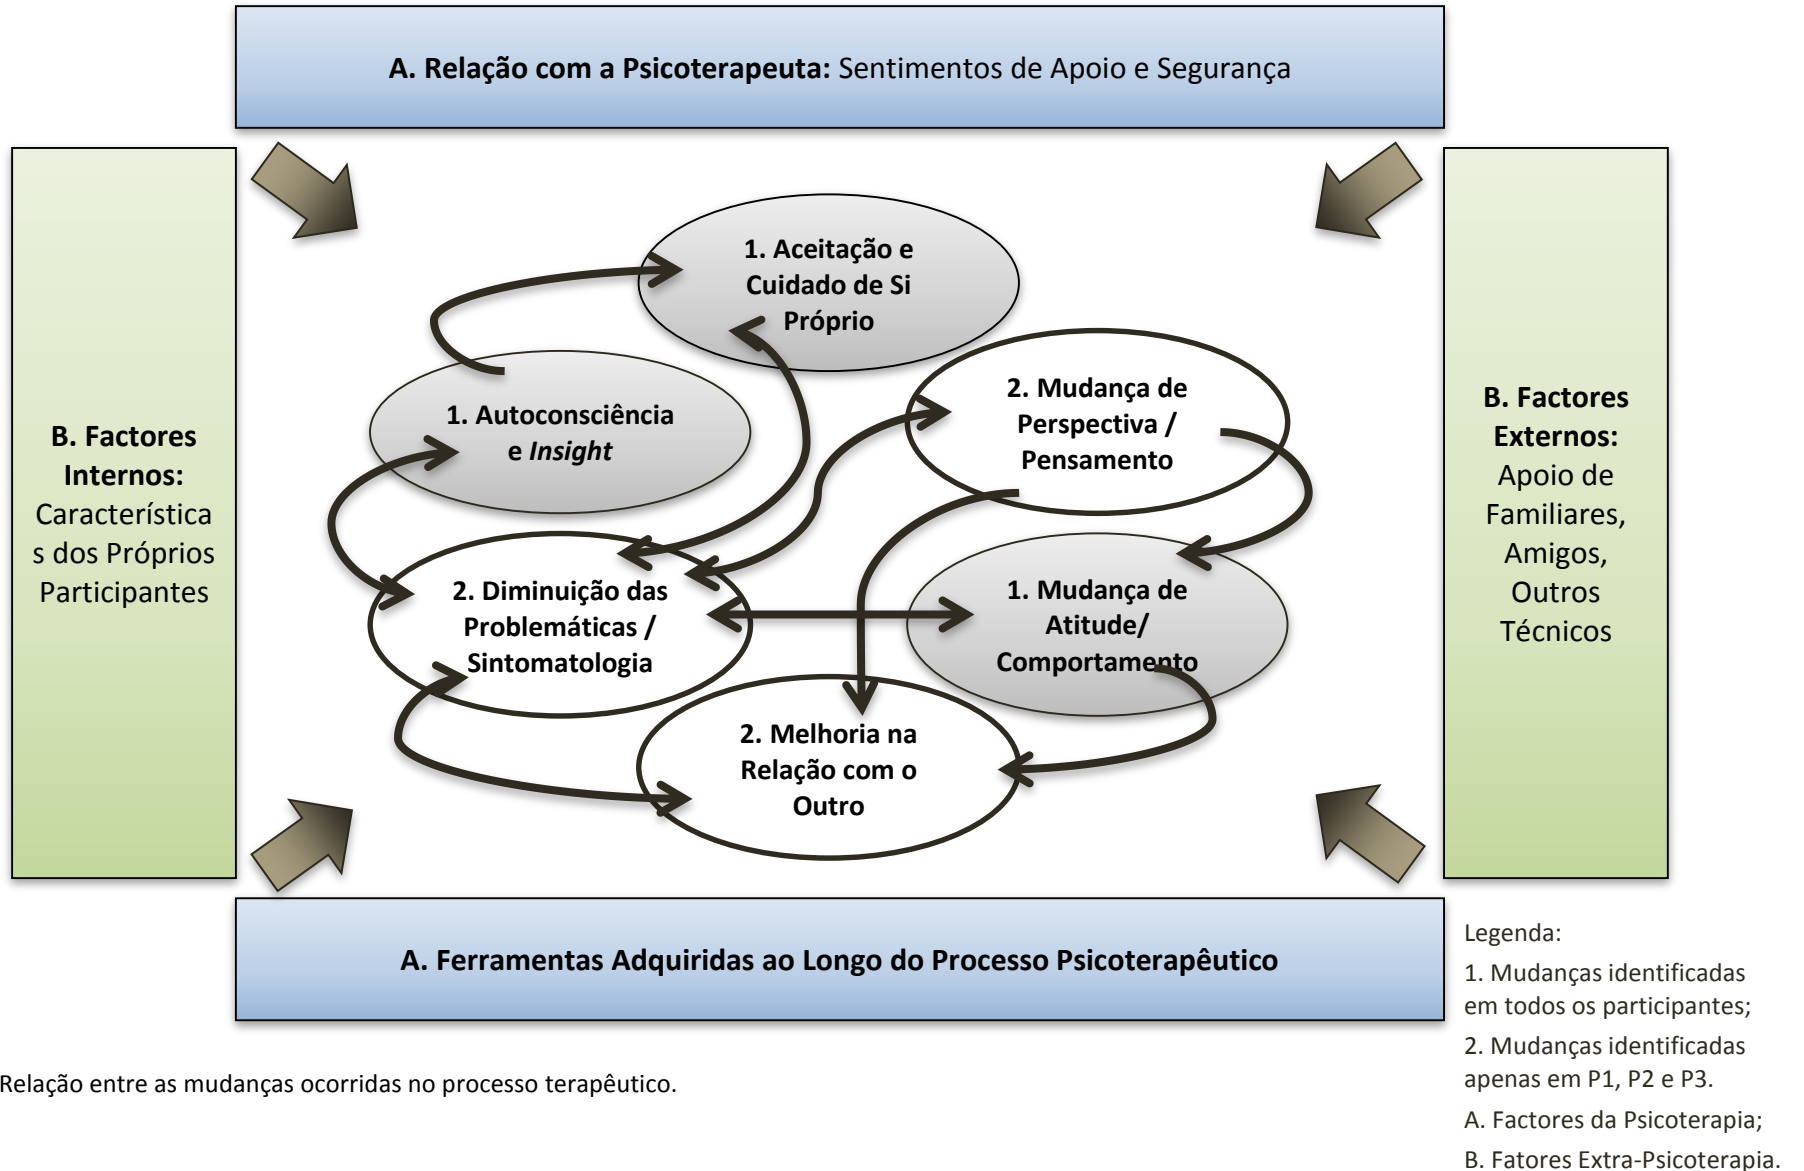 A. Relação com a Psicoterapeuta: Sentimentos de Apoio e Segurança
B. Factores
Internos:
Característica
s dos Próprios
Participantes
1. Aceitação e
Cuidado de Si
Próprio
1. Autoconsciência
e Insight
2. Mudança de
Perspectiva /
Pensamento
2. Diminuição das
Problemáticas /
Sintomatologia
1. Mudança de
Atitude/
Comportamento
2. Melhoria na
Relação com o
Outro
B. Factores
Externos:
Apoio de
Familiares,
Amigos,
Outros
Técnicos
A. Ferramentas Adquiridas ao Longo do Processo Psicoterapêutico
Legenda:
1. Mudanças identificadas
em todos os participantes;
2. Mudanças identificadas
apenas em P1, P2 e P3.
A. Factores da Psicoterapia;
B. Fatores Extra-Psicoterapia.
Relação entre as mudanças ocorridas no processo terapêutico.